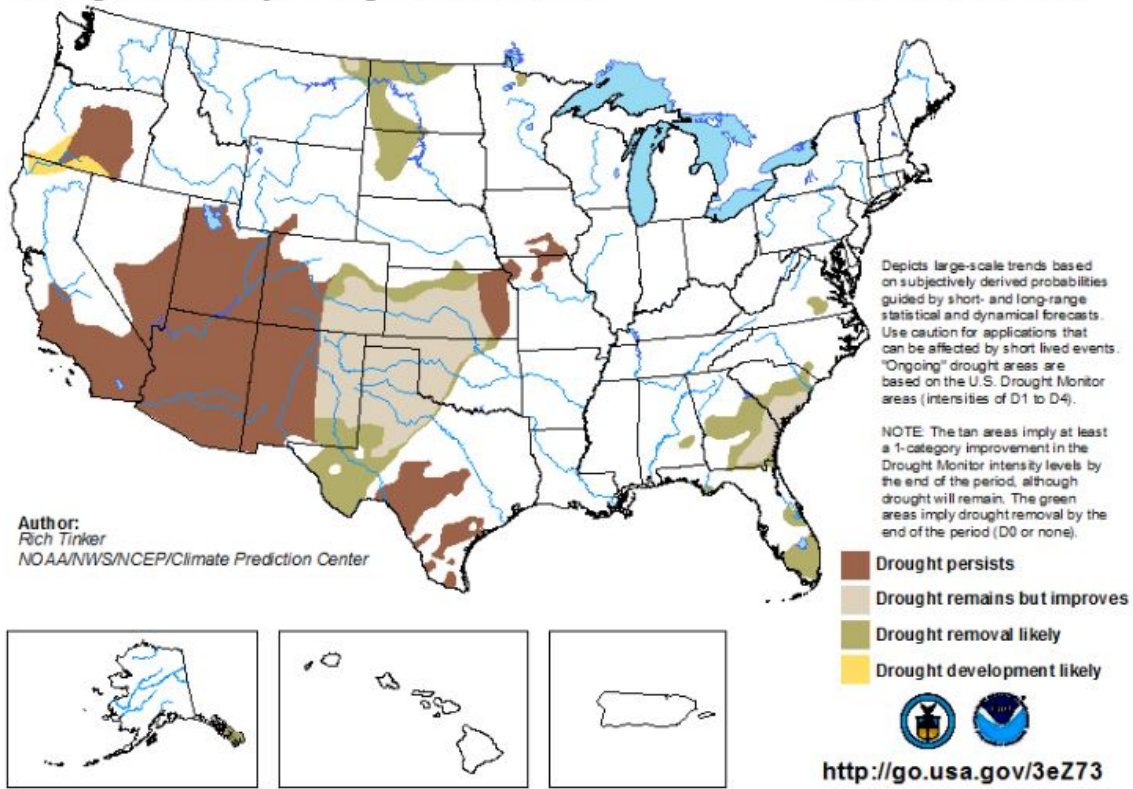 Depicts large-scale trends based
on subjectively derived probabilities
guided by short- and long-range
statistical and dynamical forecasts.
Use caution for applications that
can be affected by short lived events.
"Ongoing" drought areas are
based on the U.S. Drought Monitor
areas (intensities of D1 to D4).
NOTE: The tan areas imply at least
a 1-category improvement in the
Drought Monitor intensity levels by
the end of the period, although
drought will remain. The green
areas imply drought removal by the
end of the period (D0 or none).
Author:
Rich Tinker
NOAA/NWS/NCEP/Climate Prediction Center
Drought persists
Drought remains but improves
Drought removal likely
Drought development likely
http://go.usa.gov/3eZ73